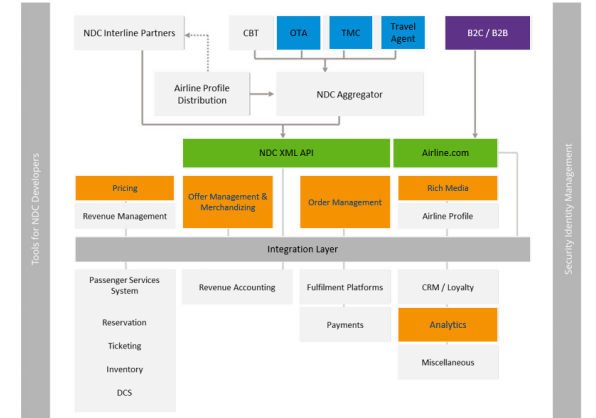 NDC Interline Partners
CBT
OTA
TMC
Travel
Agent
B2C / B2B
Airline Profile
Distribution
NDC Aggregator
NDC XML API
Airline.com
Pricing
Offer Management &
Merchandizing
Order Management
Rich Media
Revenue Management
Airline Profile
Integration Layer
Passenger Services
System
Revenue Accounting
Fulfilment Platforms
CRM / Loyalty
Reservation
Payments
Analytics
Ticketing
Miscellaneous
Inventory
DCS
Tools for NDC Developers
Security Identity Management